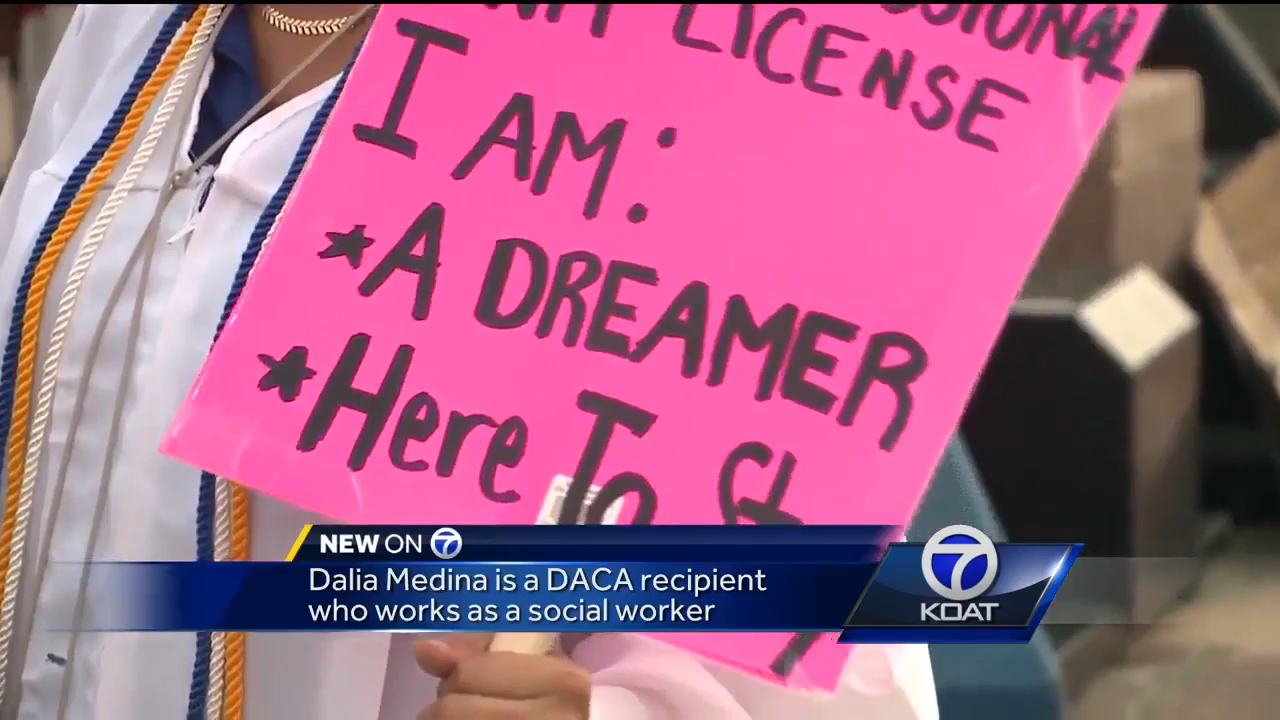 LICENSE
I AM:
*A DREAMER
*Here To
NEW ON 7
Dalia Medina is a DACA recipient
who works as a social worker
7
KOAT